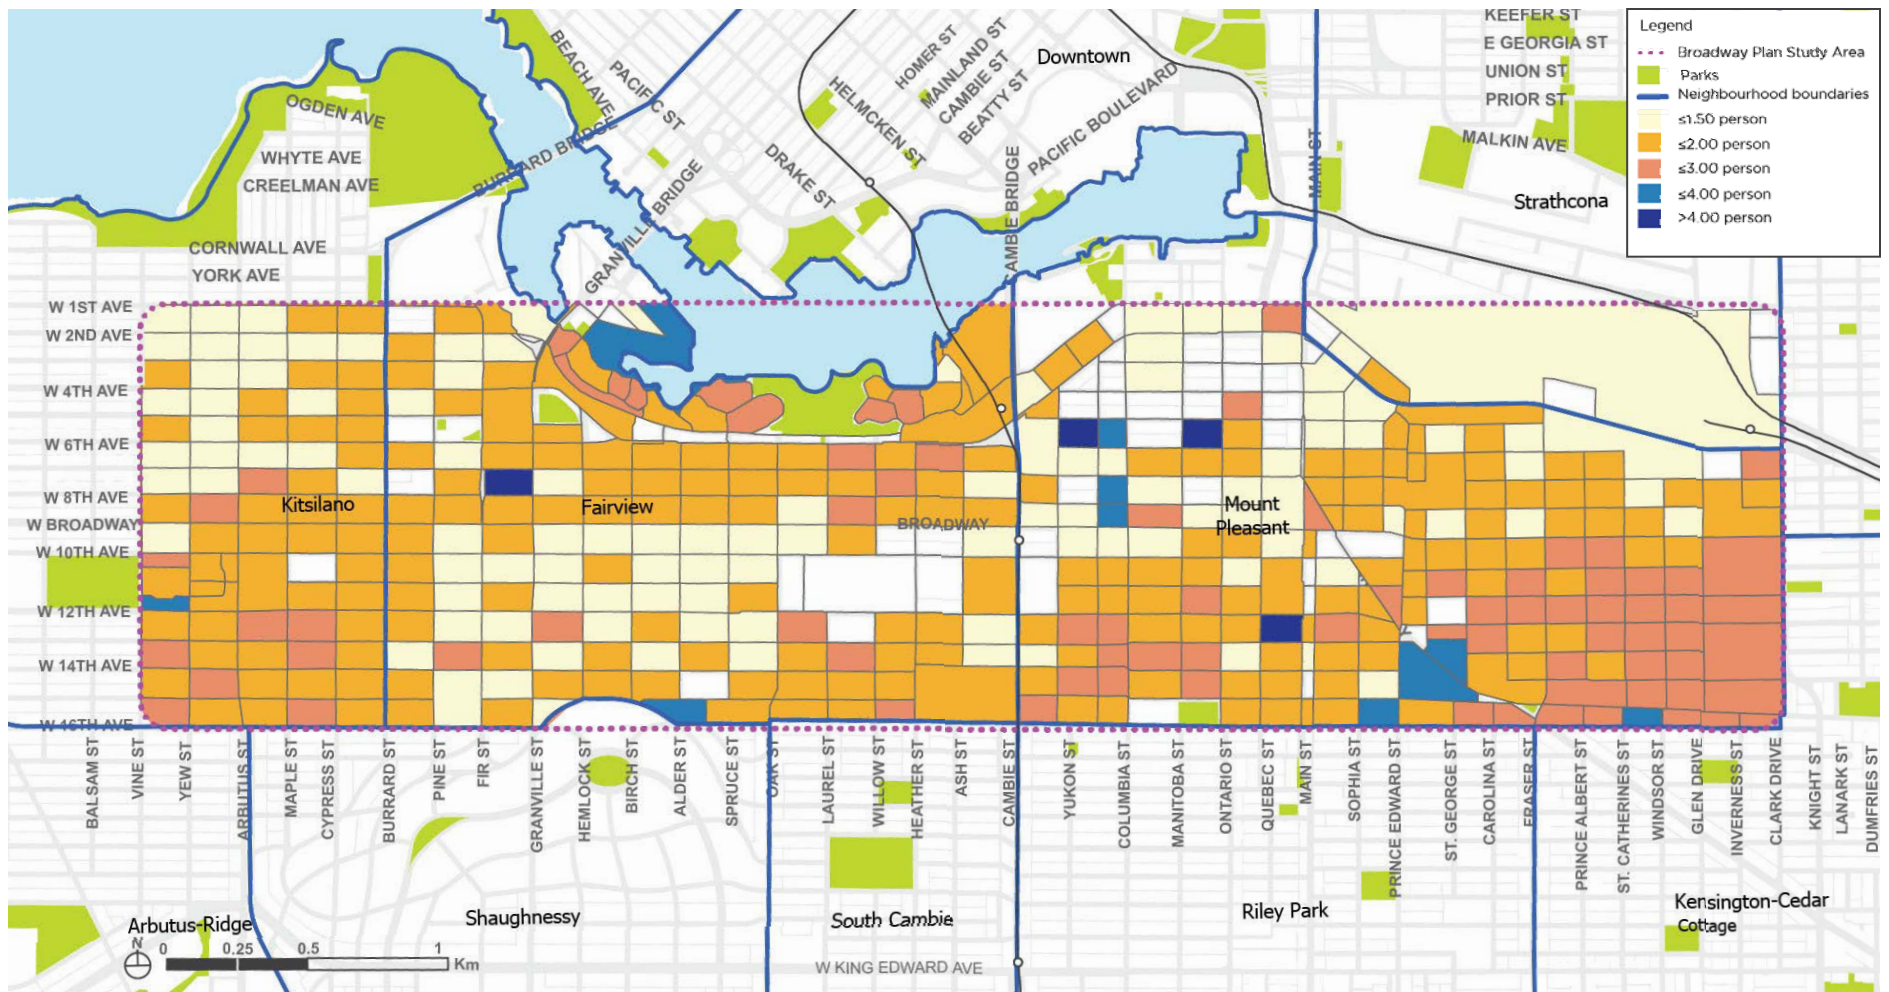 Legend
Broadway Plan Study Area
Parks
Neighbourhood boundaries
≤1.50 person
≤2.00 person
≤3.00 person
≤4.00 person
>4.00 person
KEEFER ST
E GEORGIA ST
UNION ST
PRIOR ST
MALKIN AVE
Strathcona
Downtown
BEACH AVE
PACIFIC ST
HOMER ST
MAINLAND ST
CAMBIE ST
BEATTY ST
HELMCKEN ST
PACIFIC BOULEVARD
DRAKE ST
MAIN ST
BURRARD BRIDGE
GRANVILLE BRIDGE
CAMBIE BRIDGE
OGDEN AVE
WHYTE AVE
CREELMAN AVE
CORNWALL AVE
YORK AVE
W 1ST AVE
W 2ND AVE
W 4TH AVE
W 6TH AVE
W 8TH AVE
W BROADWAY
W 10TH AVE
W 12TH AVE
W 14TH AVE
W 16TH AVE
Kitsilano
Fairview
BROADWAY
Mount
Pleasant
BALSAM ST
VINE ST
YEW ST
ARBUTUS ST
MAPLE ST
CYPRESS ST
BURRARD ST
PINE ST
FIR ST
GRANVILLE ST
HEMLOCK ST
BIRCH ST
ALDER ST
SPRUCE ST
OAK ST
LAUREL ST
WILLOW ST
HEATHER ST
ASH ST
CAMBIE ST
YUKON ST
COLUMBIA ST
MANITOBA ST
ONTARIO ST
QUEBEC ST
MAIN ST
SOPHIA ST
PRINCE EDWARD ST
ST. GEORGE ST
CAROLINA ST
FRASER ST
PRINCE ALBERT ST
ST. CATHERINES ST
WINDSOR ST
GLEN DRIVE
INVERNESS ST
CLARK DRIVE
KNIGHT ST
LANARK ST
DUMFRIES ST
Arbutus-Ridge
Shaughnessy
South Cambie
Riley Park
Kensington-Cedar
Cottage
W KING EDWARD AVE
N
0 0.25 0.5 1
Km